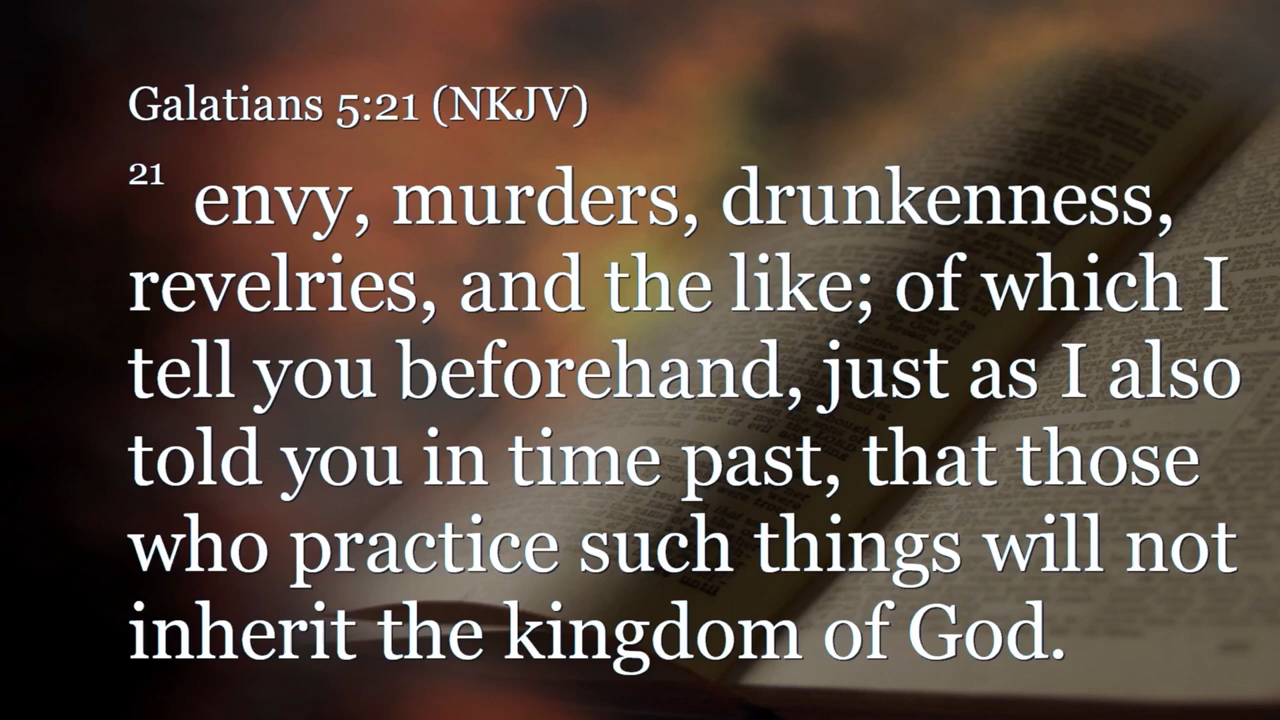 Galatians 5:21 (NKJV)
21 envy, murders, drunkenness,
revelries, and the like; of which I
tell you beforehand, just as I also
told you in time past, that those
who practice such things will not
inherit the kingdom of God.